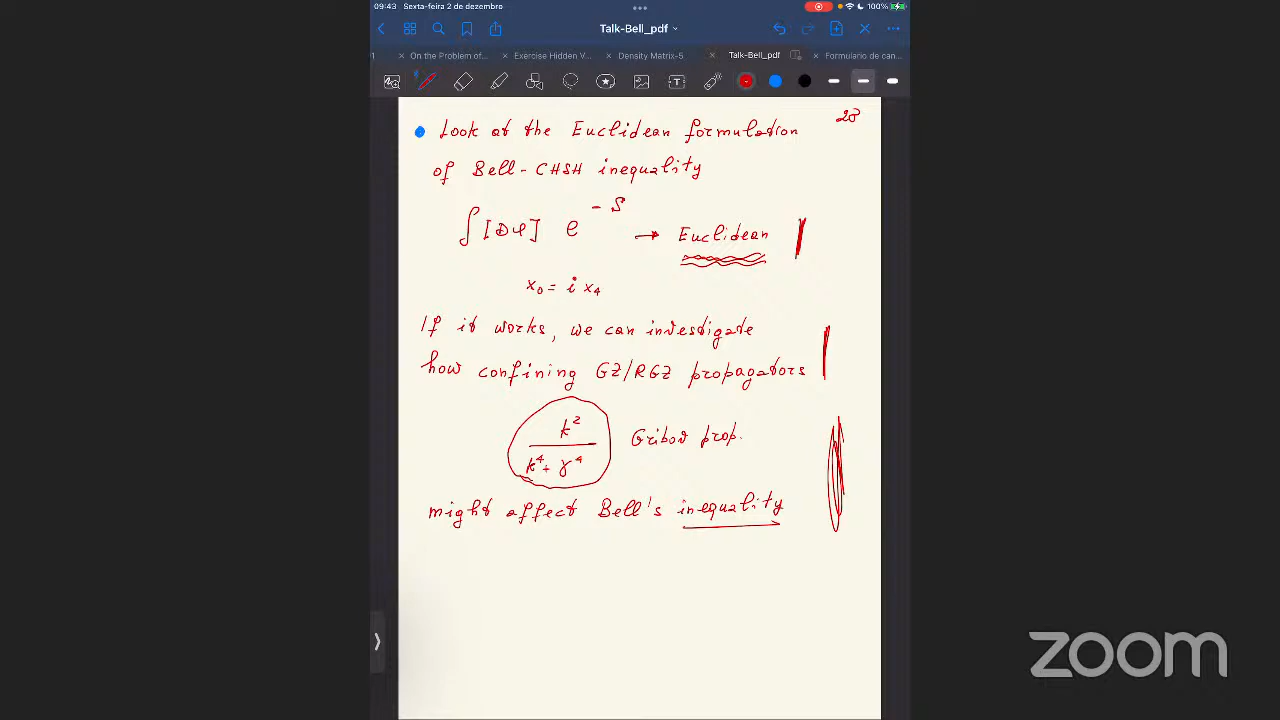 09:43 Sexta-feira 2 de dezembro
100%
Talk-Bell_pdf
On the Problem of...
Exercise Hidden V...
Density Matrix-5
Talk-Bell_pdf
Formulario de can...
28
Look at the Euclidean formulation
of Bell-CHSH inequality
∫[Dφ] e^{-S} → Euclidean
x₀ = i x₄
If it works, we can investigate
how confining GZ/RGZ propagators
k²/(k⁴+γ⁴) Gribov prop.
might affect Bell's inequality
zoom